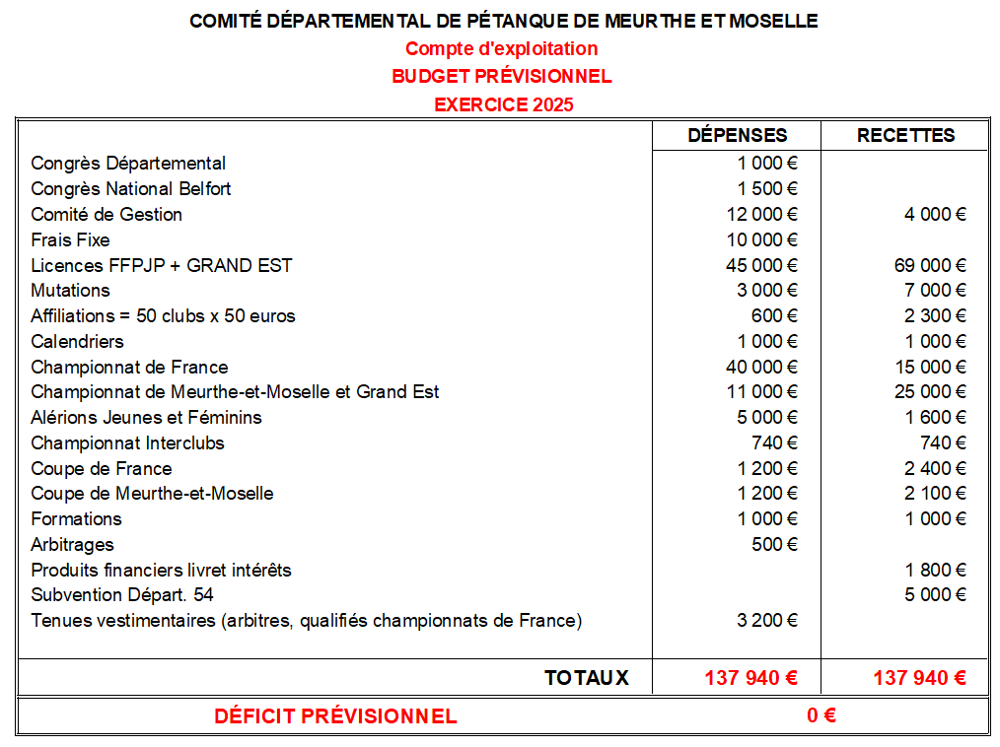 COMITÉ DÉPARTEMENTAL DE PÉTANQUE DE MEURTHE ET MOSELLE
Compte d'exploitation
BUDGET PRÉVISIONNEL
EXERCICE 2025
DÉPENSES RECETTES
Congrès Départemental 1 000 €
Congrès National Belfort 1 500 €
Comité de Gestion 12 000 € 4 000 €
Frais Fixe 10 000 €
Licences FFPJP + GRAND EST 45 000 € 69 000 €
Mutations 3 000 € 7 000 €
Affiliations = 50 clubs x 50 euros 600 € 2 300 €
Calendriers 1 000 € 1 000 €
Championnat de France 40 000 € 15 000 €
Championnat de Meurthe-et-Moselle et Grand Est 11 000 € 25 000 €
Alérions Jeunes et Féminins 5 000 € 1 600 €
Championnat Interclubs 740 € 740 €
Coupe de France 1 200 € 2 400 €
Coupe de Meurthe-et-Moselle 1 200 € 2 100 €
Formations 1 000 € 1 000 €
Arbitrages 500 €
Produits financiers livret intérêts 1 800 €
Subvention Départ. 54 5 000 €
Tenues vestimentaires (arbitres, qualifiés championnats de France) 3 200 €
TOTAUX 137 940 € 137 940 €
DÉFICIT PRÉVISIONNEL 0 €